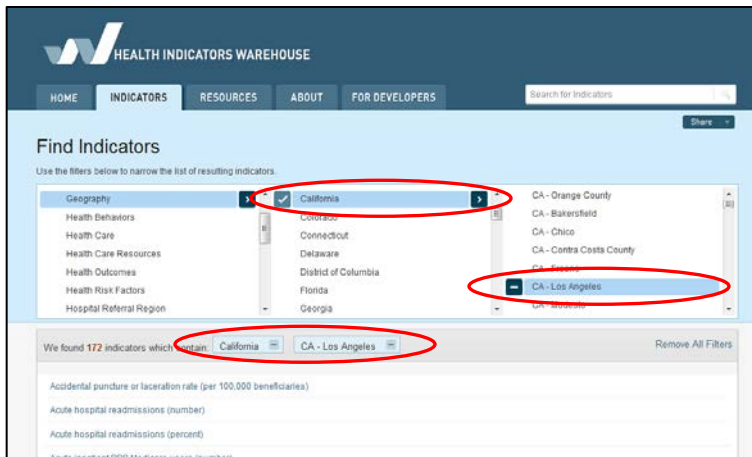 HEALTH INDICATORS WAREHOUSE
HOME INDICATORS RESOURCES ABOUT FOR DEVELOPERS Search for Indicators
Share
Find Indicators
Use the filters below to narrow the list of resulting indicators.
Geography
Health Behaviors
Health Care
Health Care Resources
Health Outcomes
Health Risk Factors
Hospital Referral Region
California
Colorado
Connecticut
Delaware
District of Columbia
Florida
Georgia
CA - Orange County
CA - Bakersfield
CA - Chico
CA - Contra Costa County
CA - Fresno
CA - Los Angeles
CA - Modesto
We found 172 indicators which contain: California CA - Los Angeles Remove All Filters
Accidental puncture or laceration rate (per 100,000 beneficiaries)
Acute hospital readmissions (number)
Acute hospital readmissions (percent)